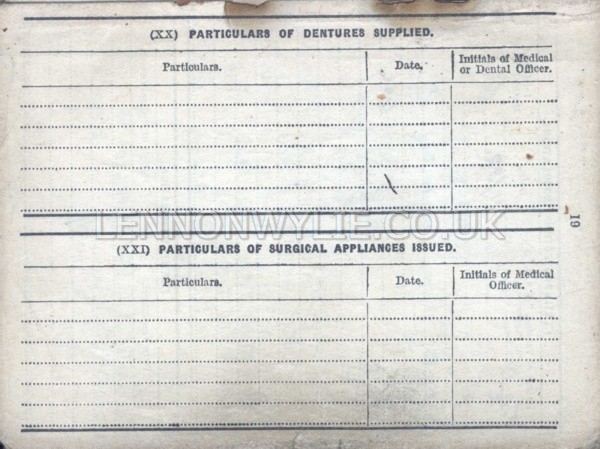 (XX) PARTICULARS OF DENTURES SUPPLIED.
Particulars.
Date.
Initials of Medical
or Dental Officer.
LENNONWYLIE.CO.UK
19
(XXI) PARTICULARS OF SURGICAL APPLIANCES ISSUED.
Particulars.
Date.
Initials of Medical
Officer.